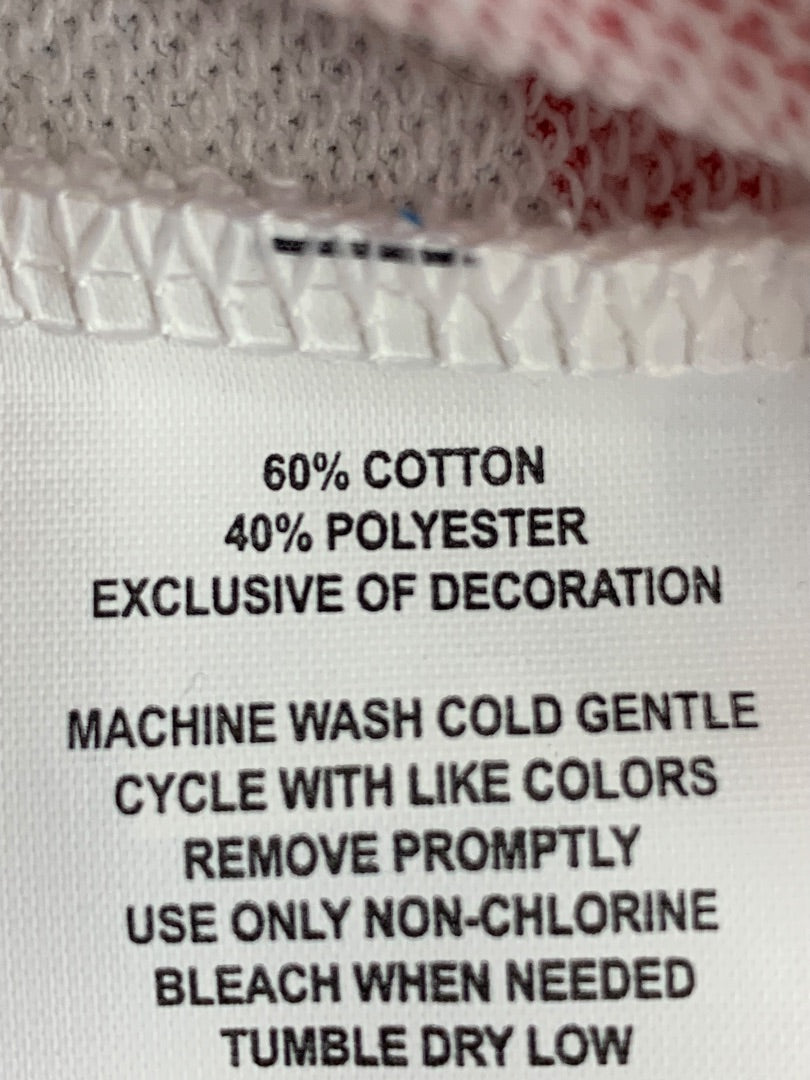 60% COTTON
40% POLYESTER
EXCLUSIVE OF DECORATION
MACHINE WASH COLD GENTLE
CYCLE WITH LIKE COLORS
REMOVE PROMPTLY
USE ONLY NON-CHLORINE
BLEACH WHEN NEEDED
TUMBLE DRY LOW